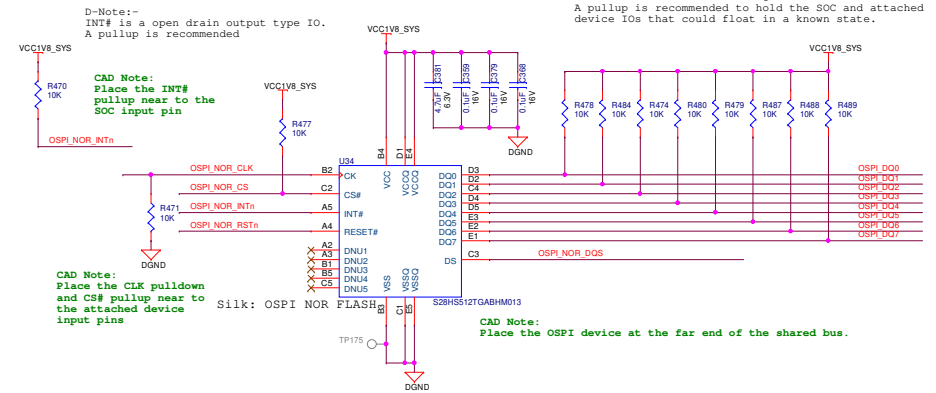 D-Note:-
INT# is a open drain output type IO.
A pullup is recommended
A pullup is recommended to hold the SOC and attached
device IOs that could float in a known state.
VCC1V8_SYS
VCC1V8_SYS
VCC1V8_SYS
VCC1V8_SYS
R470
10K
CAD Note:
Place the INT#
pullup near to the
SOC input pin
R477
10K
C381
4.7uF
6.3V
C359
0.1uF
16V
C379
0.1uF
16V
C368
0.1uF
16V
DGND
R478
10K
R484
10K
R474
10K
R480
10K
R479
10K
R487
10K
R488
10K
R489
10K
OSPI_NOR_INTn
U34
B4
D1
E4
VCC
VCCQ
VCCQ
OSPI_NOR_CLK
B2
CK
OSPI_NOR_CS
C2
CS#
OSPI_NOR_INTn
A5
INT#
OSPI_NOR_RSTn
A4
RESET#
R471
10K
DGND
A2
DNU1
A3
DNU2
B1
DNU3
B5
DNU4
C5
DNU5
DQ0
D3
OSPI_DQ0
DQ1
D2
OSPI_DQ1
DQ2
C4
OSPI_DQ2
DQ3
D4
OSPI_DQ3
DQ4
D5
OSPI_DQ4
DQ5
E3
OSPI_DQ5
DQ6
E2
OSPI_DQ6
DQ7
E1
OSPI_DQ7
DS
C3
OSPI_NOR_DQS
VSS
VSSQ
VSSQ
B3
C1
E5
CAD Note:
Place the CLK pulldown
and CS# pullup near to
the attached device
input pins
Silk: OSPI NOR FLASH
S28HS512TGABHM013
CAD Note:
Place the OSPI device at the far end of the shared bus.
TP175
DGND